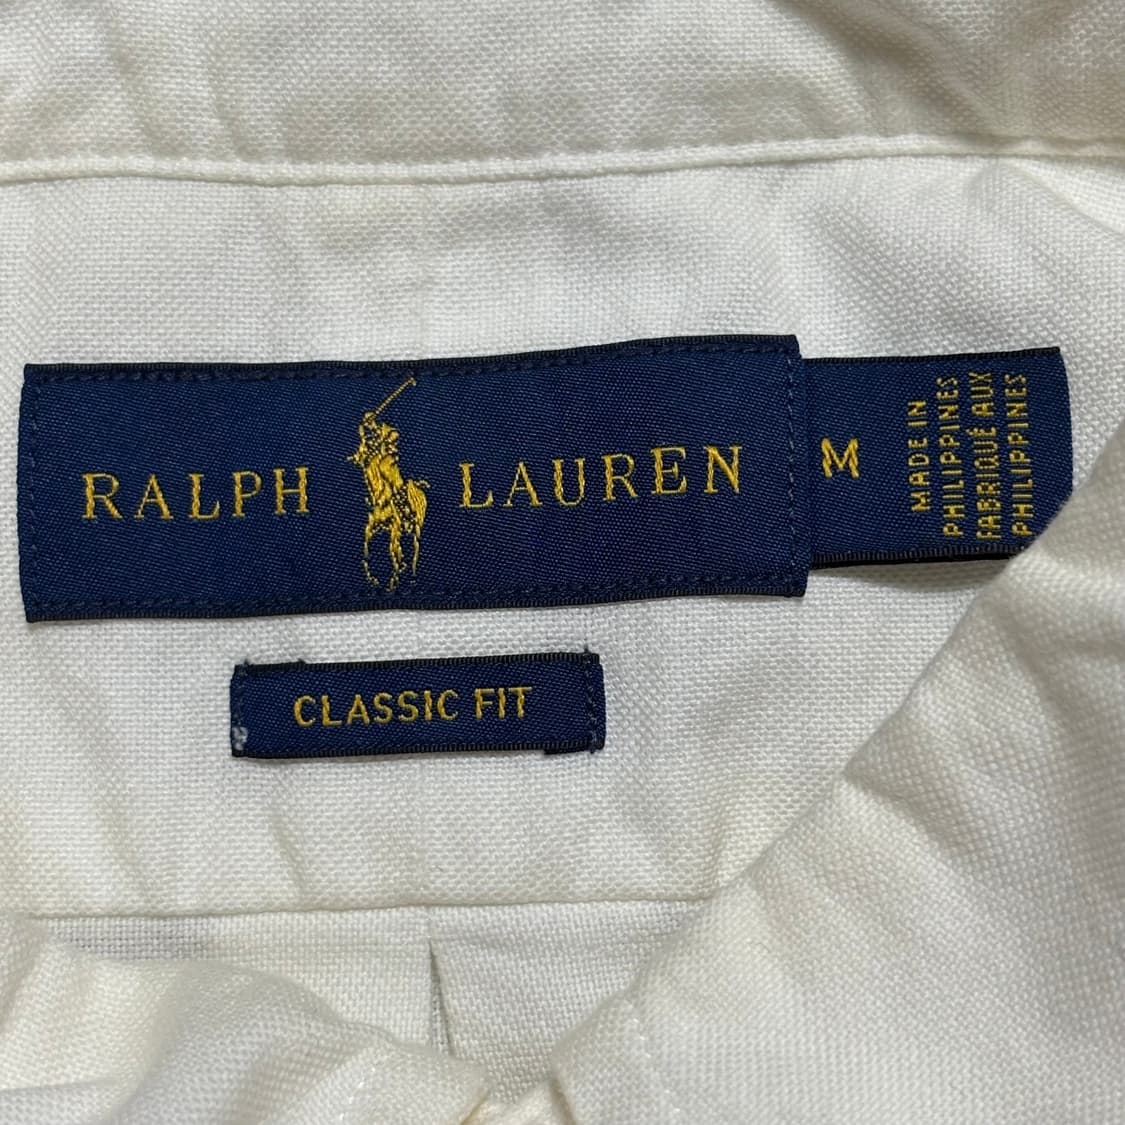 RALPH LAUREN
M
MADE IN
PHILIPPINES
FABRIQUÉ AUX
PHILIPPINES
CLASSIC FIT